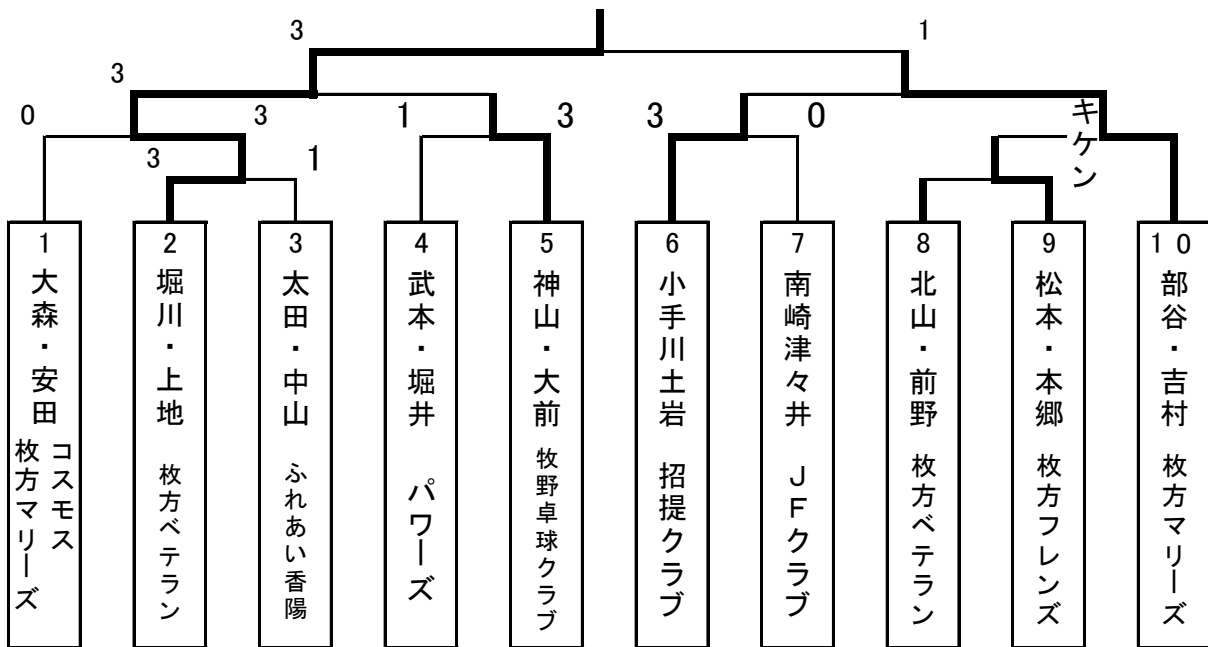 3
1
3
0
3
1
3
3
0
キケン
3
1
1
大森・安田
コスモス
枚方マリーズ
2
堀川・上地
枚方ベテラン
3
太田・中山
ふれあい香陽
4
武本・堀井
パワーズ
5
神山・大前
牧野卓球クラブ
6
小手川土岩
招提クラブ
7
南崎津々井
JFクラブ
8
北山・前野
枚方ベテラン
9
松本・本郷
枚方フレンズ
10
部谷・吉村
枚方マリーズ